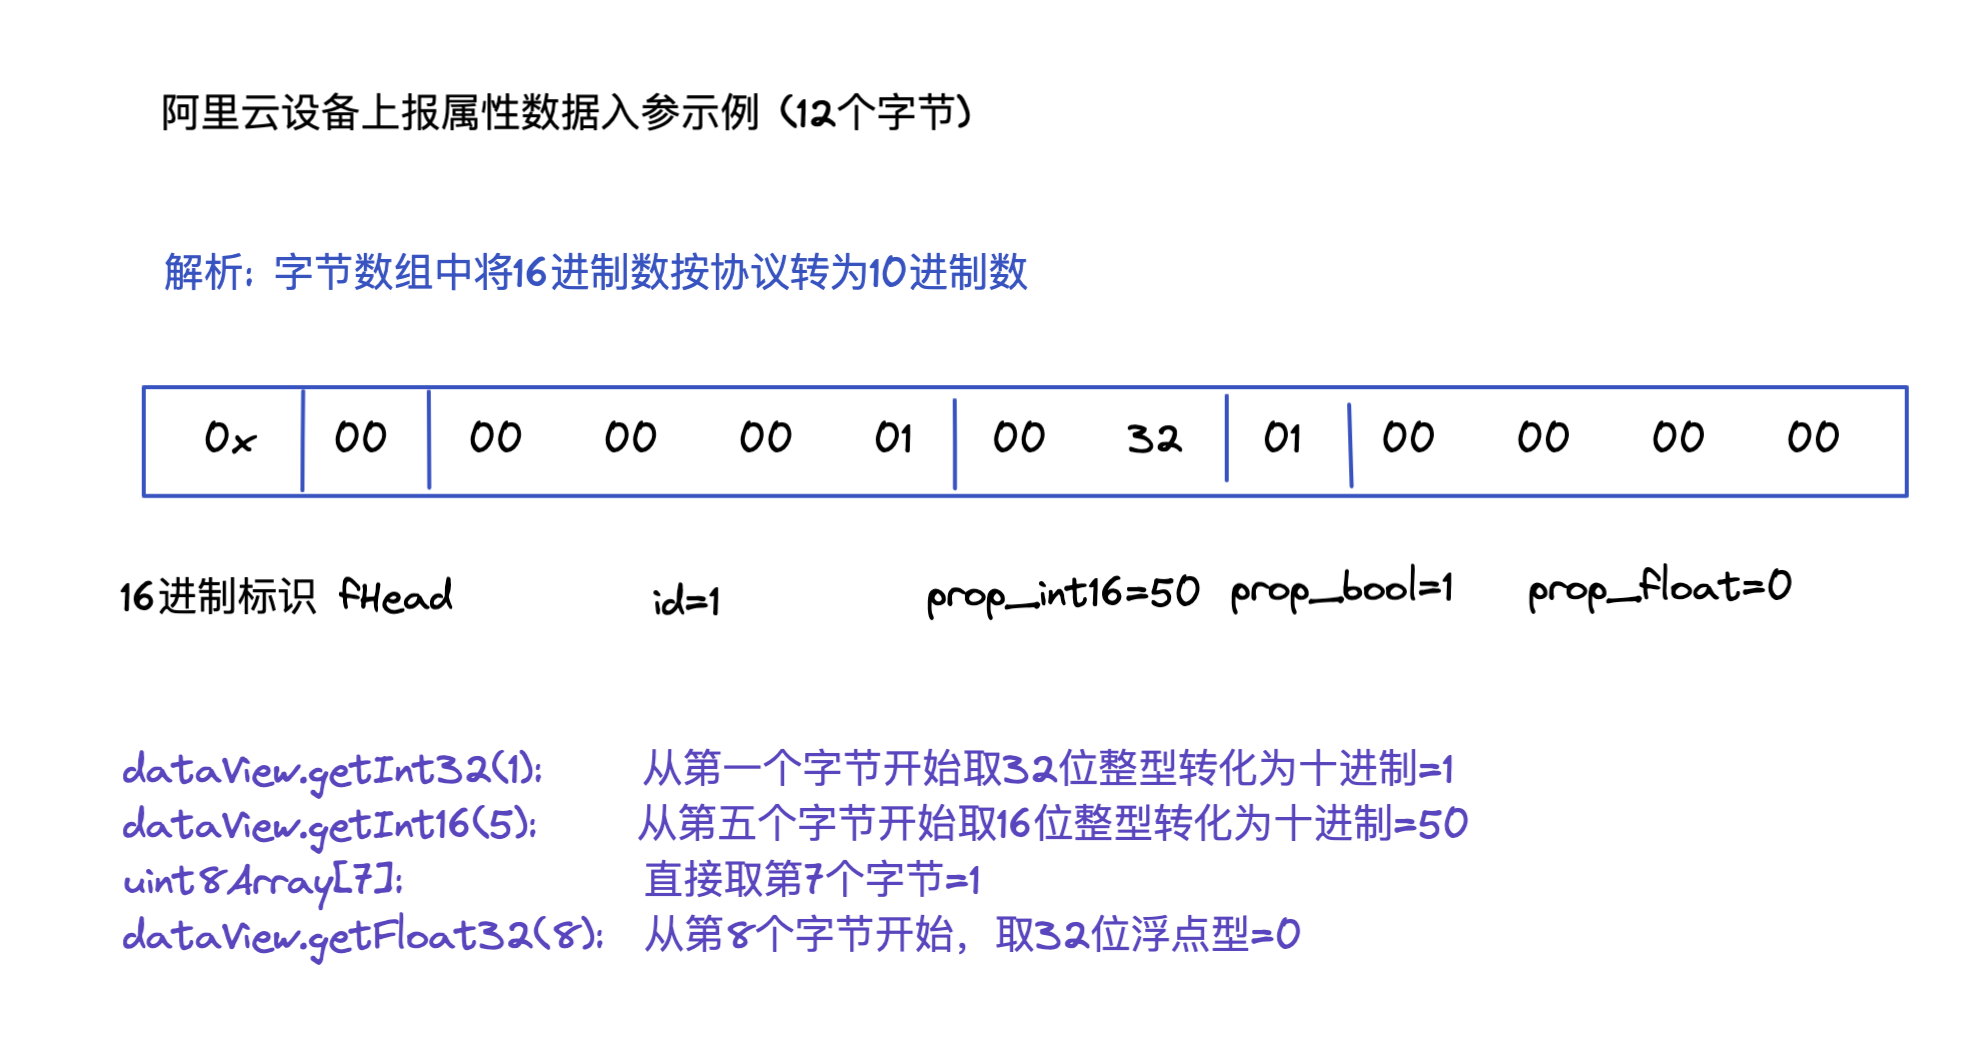 阿里云设备上报属性数据入参示例（12个字节）
解析：字节数组中将16进制数按协议转为10进制数
0x 00 00 00 00 01 00 32 01 00 00 00 00
16进制标识 fHead id=1 prop_int16=50 prop_bool=1 prop_float=0
dataView.getInt32(1): 从第一个字节开始取32位整型转化为十进制=1
dataView.getInt16(5): 从第五个字节开始取16位整型转化为十进制=50
uint8Array[7]: 直接取第7个字节=1
dataView.getFloat32(8): 从第8个字节开始，取32位浮点型=0